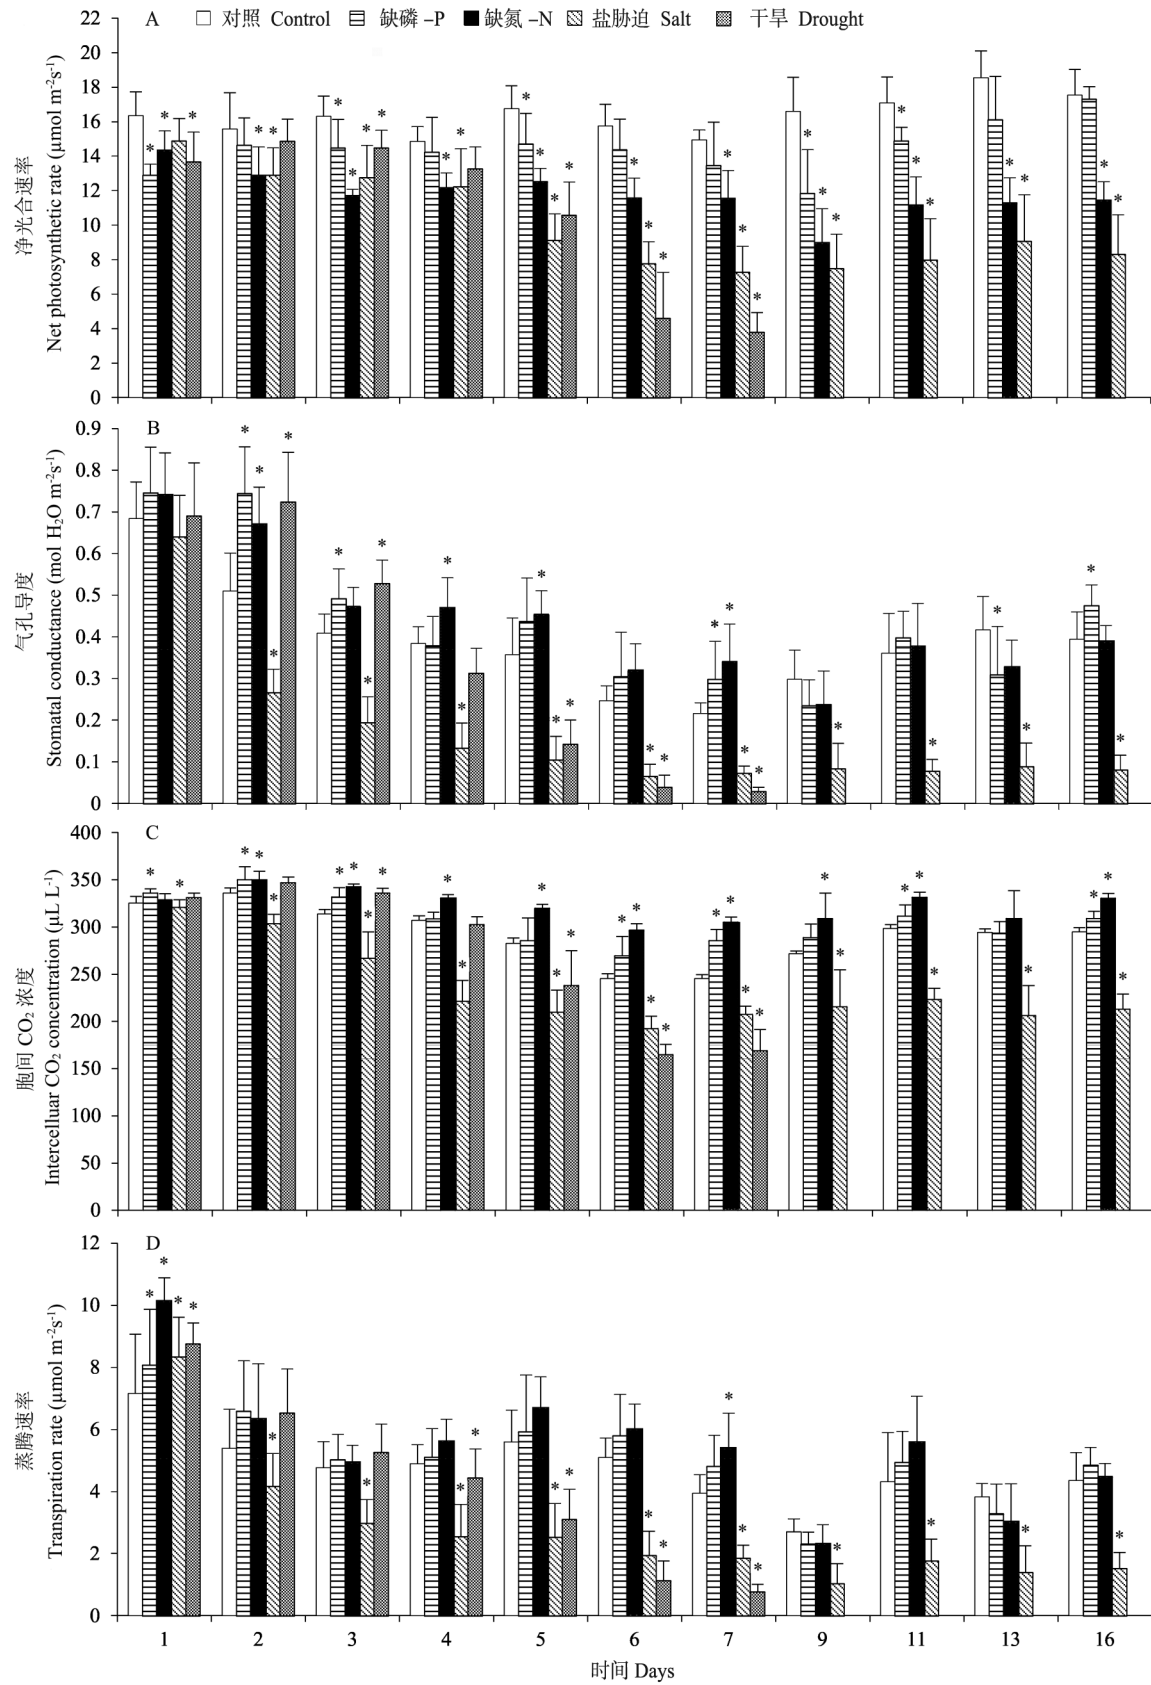 A 对照 Control 缺磷 –P 缺氮 –N 盐胁迫 Salt 干旱 Drought
22
20
18
16
14
12
10
8
6
4
2
0
净光合速率
Net photosynthetic rate (μmol m⁻²s⁻¹)
B
0.9
0.8
0.7
0.6
0.5
0.4
0.3
0.2
0.1
0
气孔导度
Stomatal conductance (mol H₂O m⁻²s⁻¹)
C
400
350
300
250
200
150
100
50
0
胞间 CO₂ 浓度
Intercelluar CO₂ concentration (μL L⁻¹)
D
12
10
8
6
4
2
0
蒸腾速率
Transpiration rate (μmol m⁻²s⁻¹)
1 2 3 4 5 6 7 9 11 13 16
时间 Days